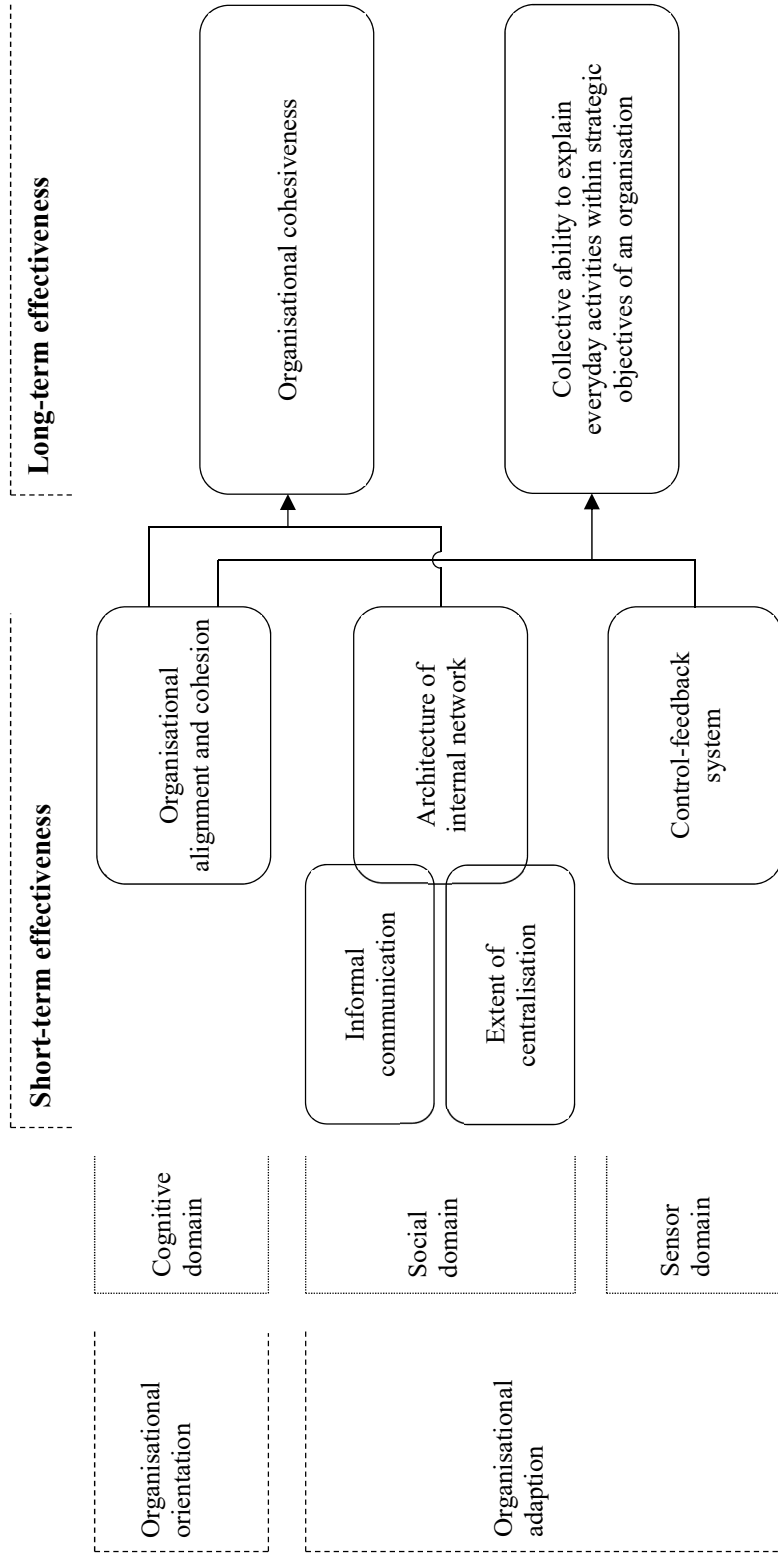 Short-term effectiveness
Long-term effectiveness
Organisational
orientation
Cognitive
domain
Organisational
alignment and cohesion
Organisational cohesiveness
Organisational
adaption
Social
domain
Informal
communication
Extent of
centralisation
Architecture of
internal network
Sensor
domain
Control-feedback
system
Collective ability to explain
everyday activities within strategic
objectives of an organisation